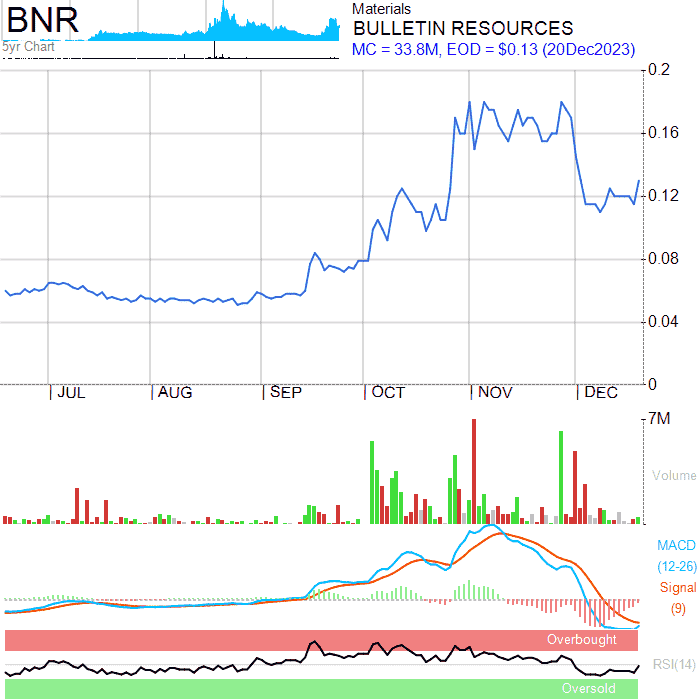 BNR
5yr Chart
Materials
BULLETIN RESOURCES
MC = 33.8M, EOD = $0.13 (20Dec2023)
0.2
0.16
0.12
0.08
0.04
0
JUL AUG SEP OCT NOV DEC
7M
Volume
MACD
(12-26)
Signal
(9)
Overbought
RSI(14)
Oversold